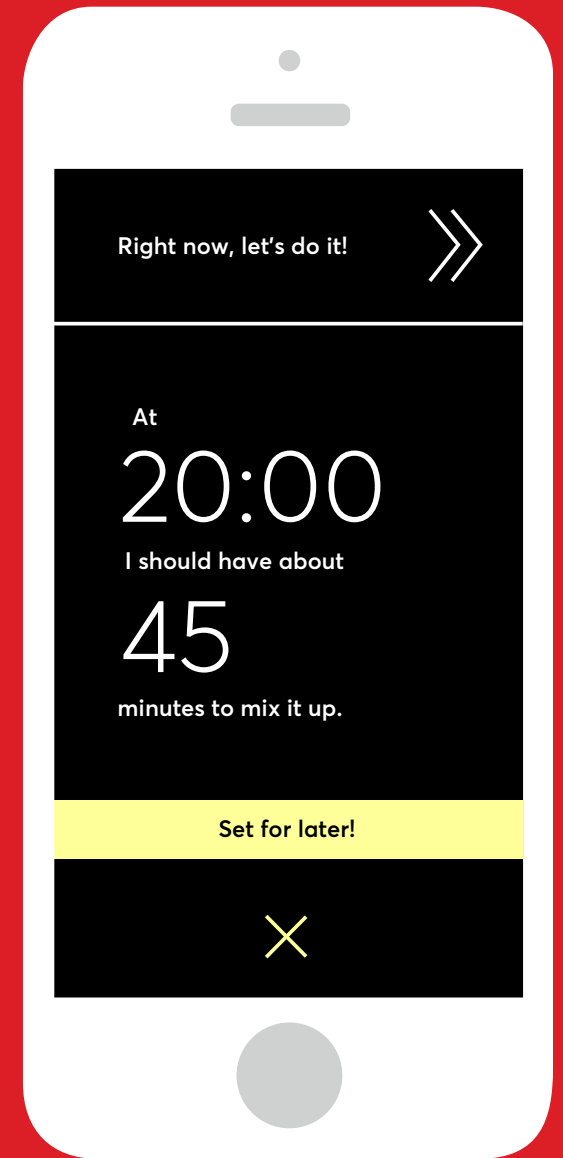 Right now, let's do it!
At
20:00
I should have about
45
minutes to mix it up.
Set for later!